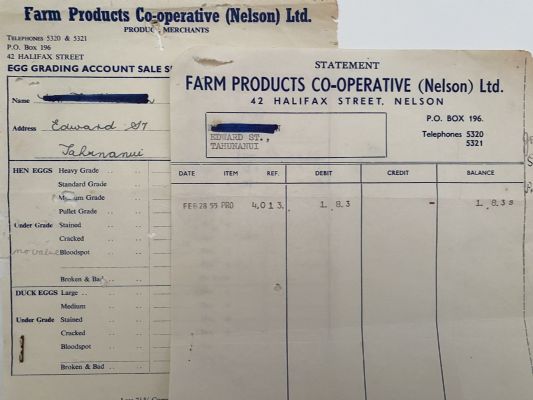 Farm Products Co-operative (Nelson) Ltd.
PRODUCE MERCHANTS
TELEPHONES 5320 & 5321
P.O. BOX 196
42 HALIFAX STREET
EGG GRADING ACCOUNT SALE
Name
Address Edward St
Tahunanui
HEN EGGS Heavy Grade
Standard Grade
Medium Grade
Pullet Grade
Under Grade Stained
Cracked
no value Bloodspot
Broken & Bad
DUCK EGGS Large
Medium
Under Grade Stained
Cracked
Bloodspot
Broken & Bad
STATEMENT
FARM PRODUCTS CO-OPERATIVE (Nelson) Ltd.
42 HALIFAX STREET, NELSON
P.O. BOX 196.
Telephones 5320
5321
EDWARD ST.,
TAHUNANUI
DATE ITEM REF. DEBIT CREDIT BALANCE
FEB 28 55 PRO 4,013. 1. 8.3 - 1. 8.3